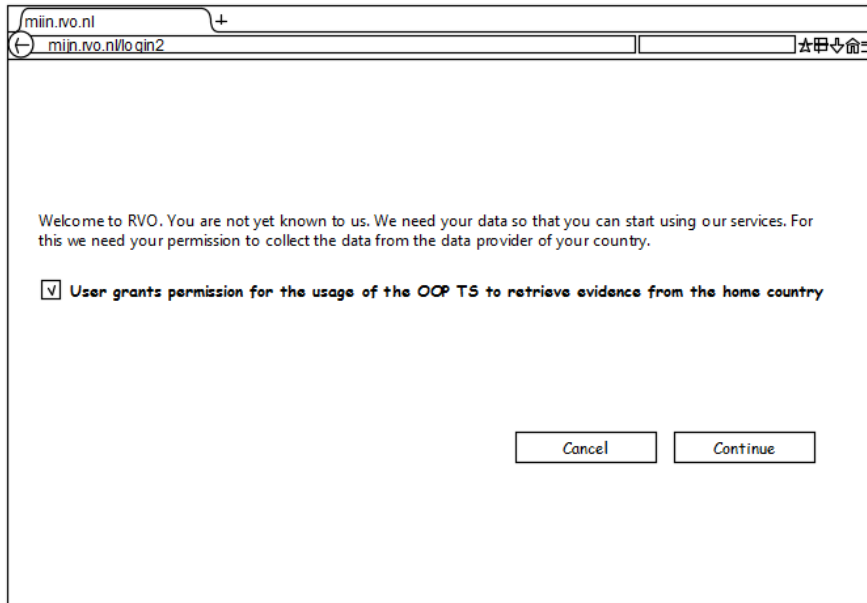 mijn.rvo.nl
mijn.rvo.nl/login2
Welcome to RVO. You are not yet known to us. We need your data so that you can start using our services. For
this we need your permission to collect the data from the data provider of your country.
User grants permission for the usage of the OOP TS to retrieve evidence from the home country
Cancel
Continue